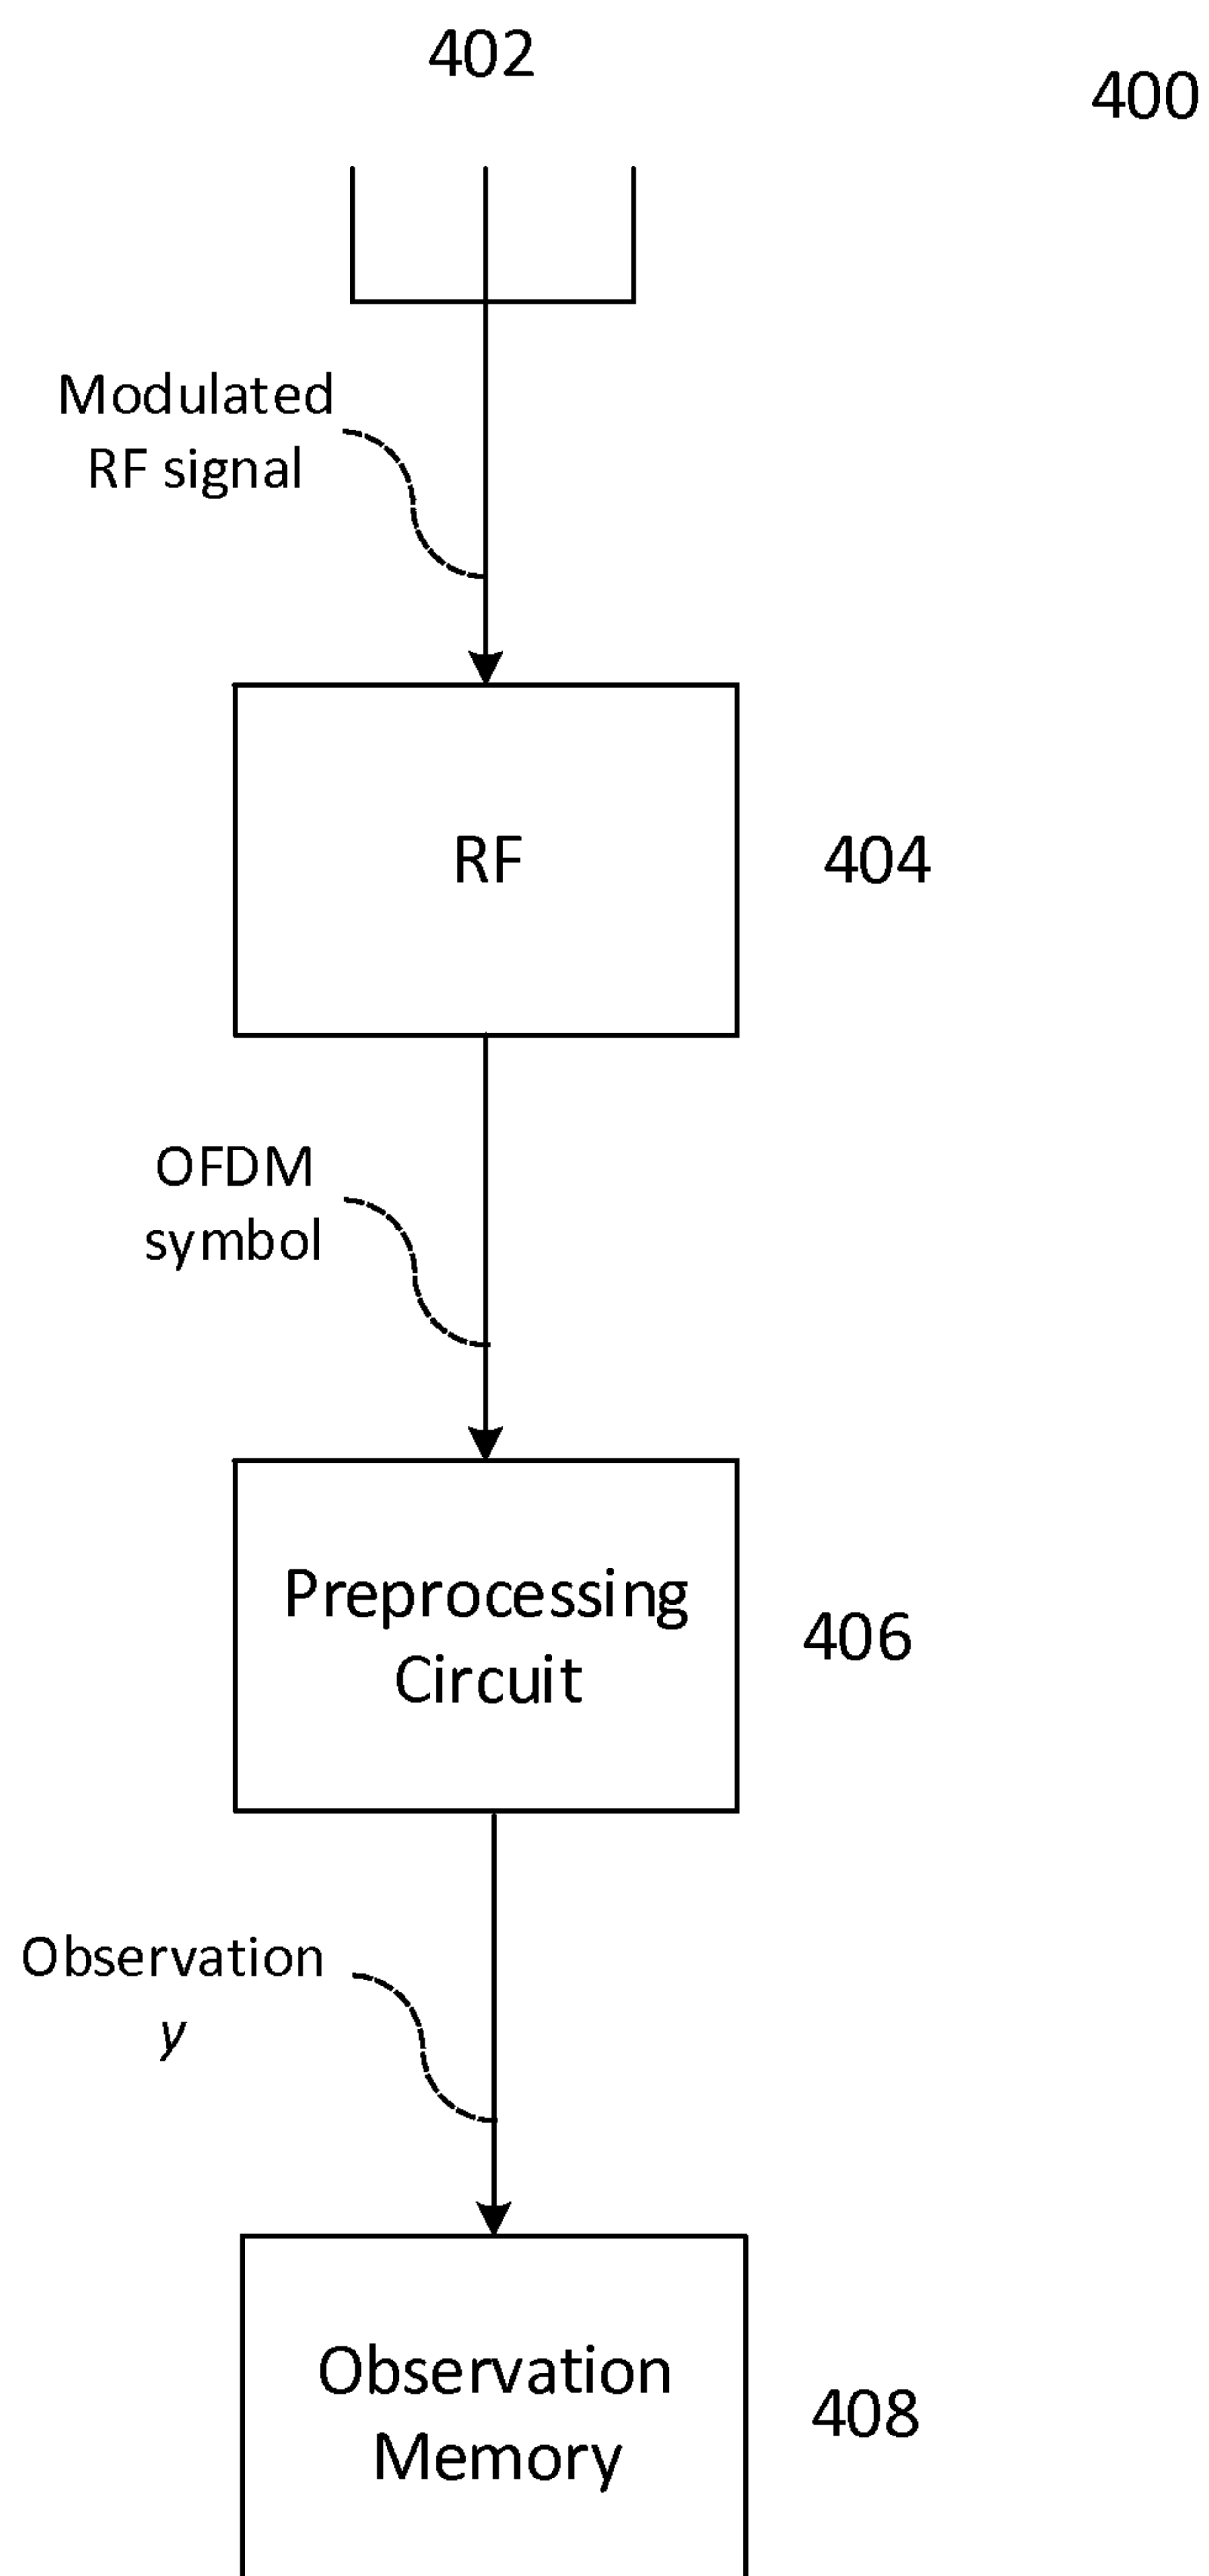 402
400
Modulated
RF signal
RF
404
OFDM
symbol
Preprocessing
Circuit
406
Observation
y
Observation
Memory
408